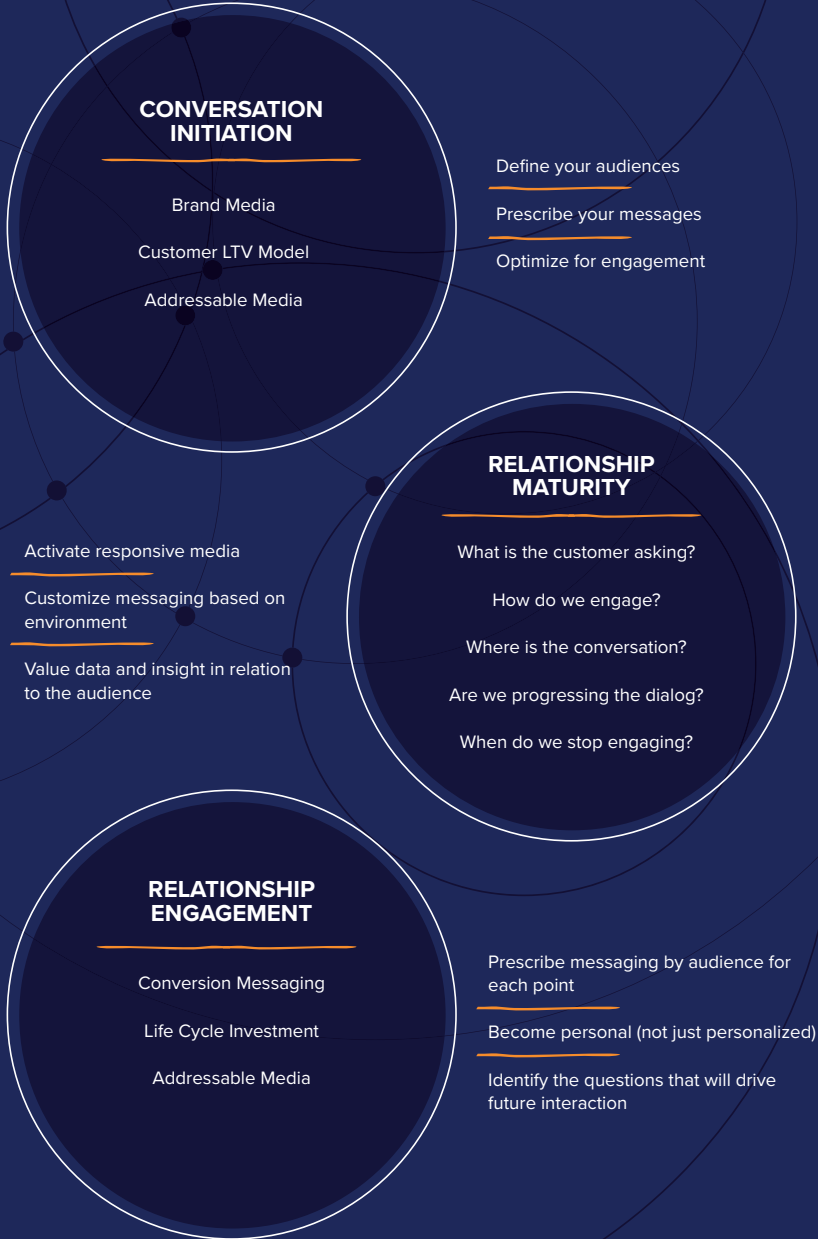 CONVERSATION
INITIATION
Brand Media
Customer LTV Model
Addressable Media
Define your audiences
Prescribe your messages
Optimize for engagement
RELATIONSHIP
MATURITY
What is the customer asking?
How do we engage?
Where is the conversation?
Are we progressing the dialog?
When do we stop engaging?
Activate responsive media
Customize messaging based on
environment
Value data and insight in relation
to the audience
RELATIONSHIP
ENGAGEMENT
Conversion Messaging
Life Cycle Investment
Addressable Media
Prescribe messaging by audience for
each point
Become personal (not just personalized)
Identify the questions that will drive
future interaction